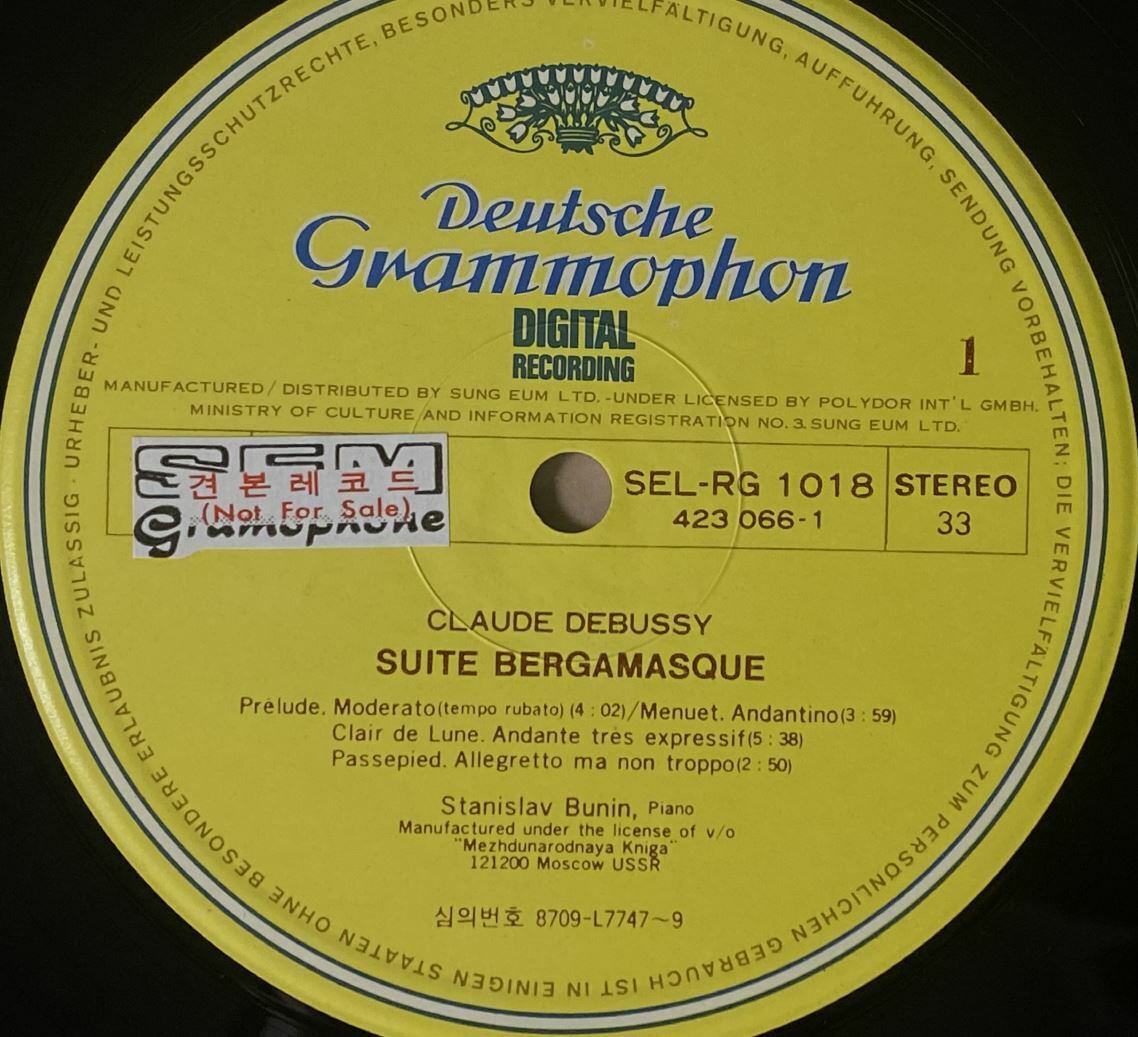 URHEBER- UND LEISTUNGSSCHUTZRECHTE, BESONDERS VERVIELFÄLTIGUNG, AUFFÜHRUNG, SENDUNG VORBEHALTEN; DIE VERVIELFÄLTIGUNG ZUM PERSÖNLICHEN GEBRAUCH IST IN EINIGEN STAATEN OHNE BESONDERE ERLAUBNIS ZULÄSSIG ·
Deutsche
Grammophon
DIGITAL
RECORDING
1
MANUFACTURED / DISTRIBUTED BY SUNG EUM LTD. -UNDER LICENSED BY POLYDOR INT'L GMBH.
MINISTRY OF CULTURE AND INFORMATION REGISTRATION NO. 3. SUNG EUM LTD.
견본레코드
(Not For Sale)
Gramophone
SEL-RG 1018
423 066-1
STEREO
33
CLAUDE DEBUSSY
SUITE BERGAMASQUE
Prélude. Moderato(tempo rubato) (4 : 02)/Menuet. Andantino(3 : 59)
Clair de Lune. Andante très expressif(5 : 38)
Passepied. Allegretto ma non troppo(2 : 50)
Stanislav Bunin, Piano
Manufactured under the license of v/o
"Mezhdunarodnaya Kniga"
121200 Moscow USSR
심의번호 8709-L7747~9